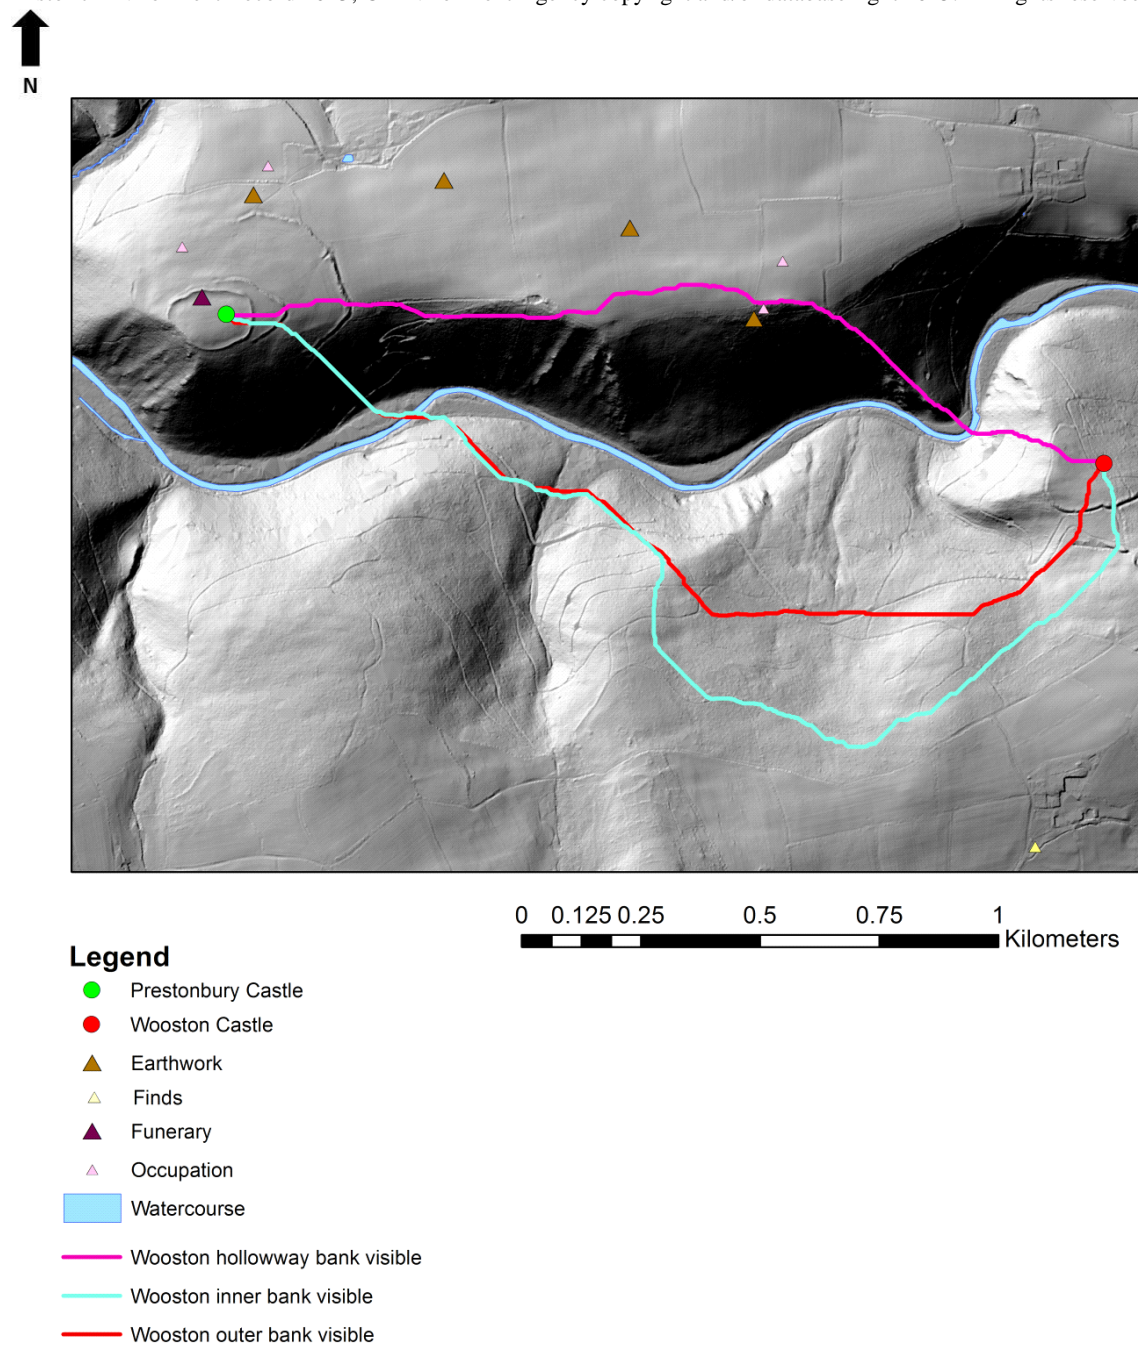 N
0 0.125 0.25 0.5 0.75 1
Kilometers
Legend
Prestonbury Castle
Wooston Castle
Earthwork
Finds
Funerary
Occupation
Watercourse
Wooston hollowway bank visible
Wooston inner bank visible
Wooston outer bank visible